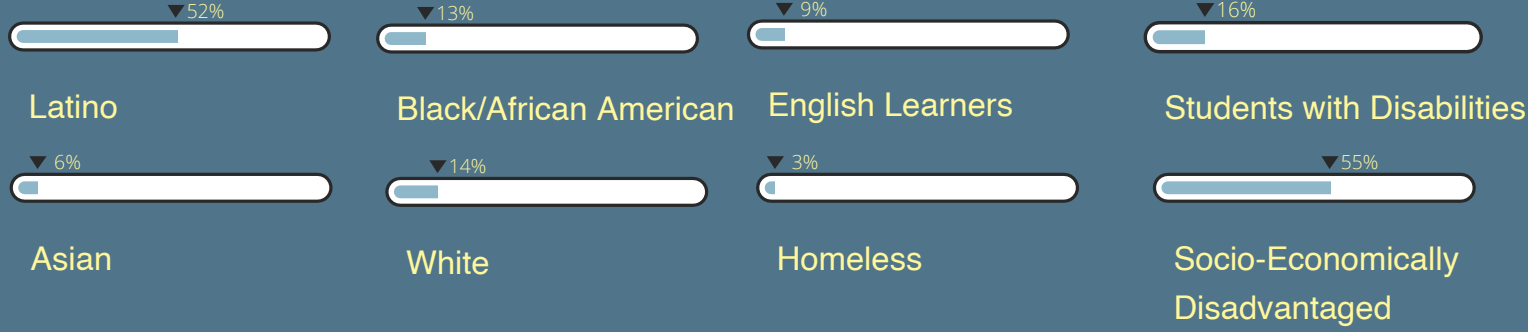 ▼52%
Latino
▼13%
Black/African American
▼ 9%
English Learners
▼16%
Students with Disabilities
▼ 6%
Asian
▼14%
White
▼ 3%
Homeless
▼55%
Socio-Economically
Disadvantaged